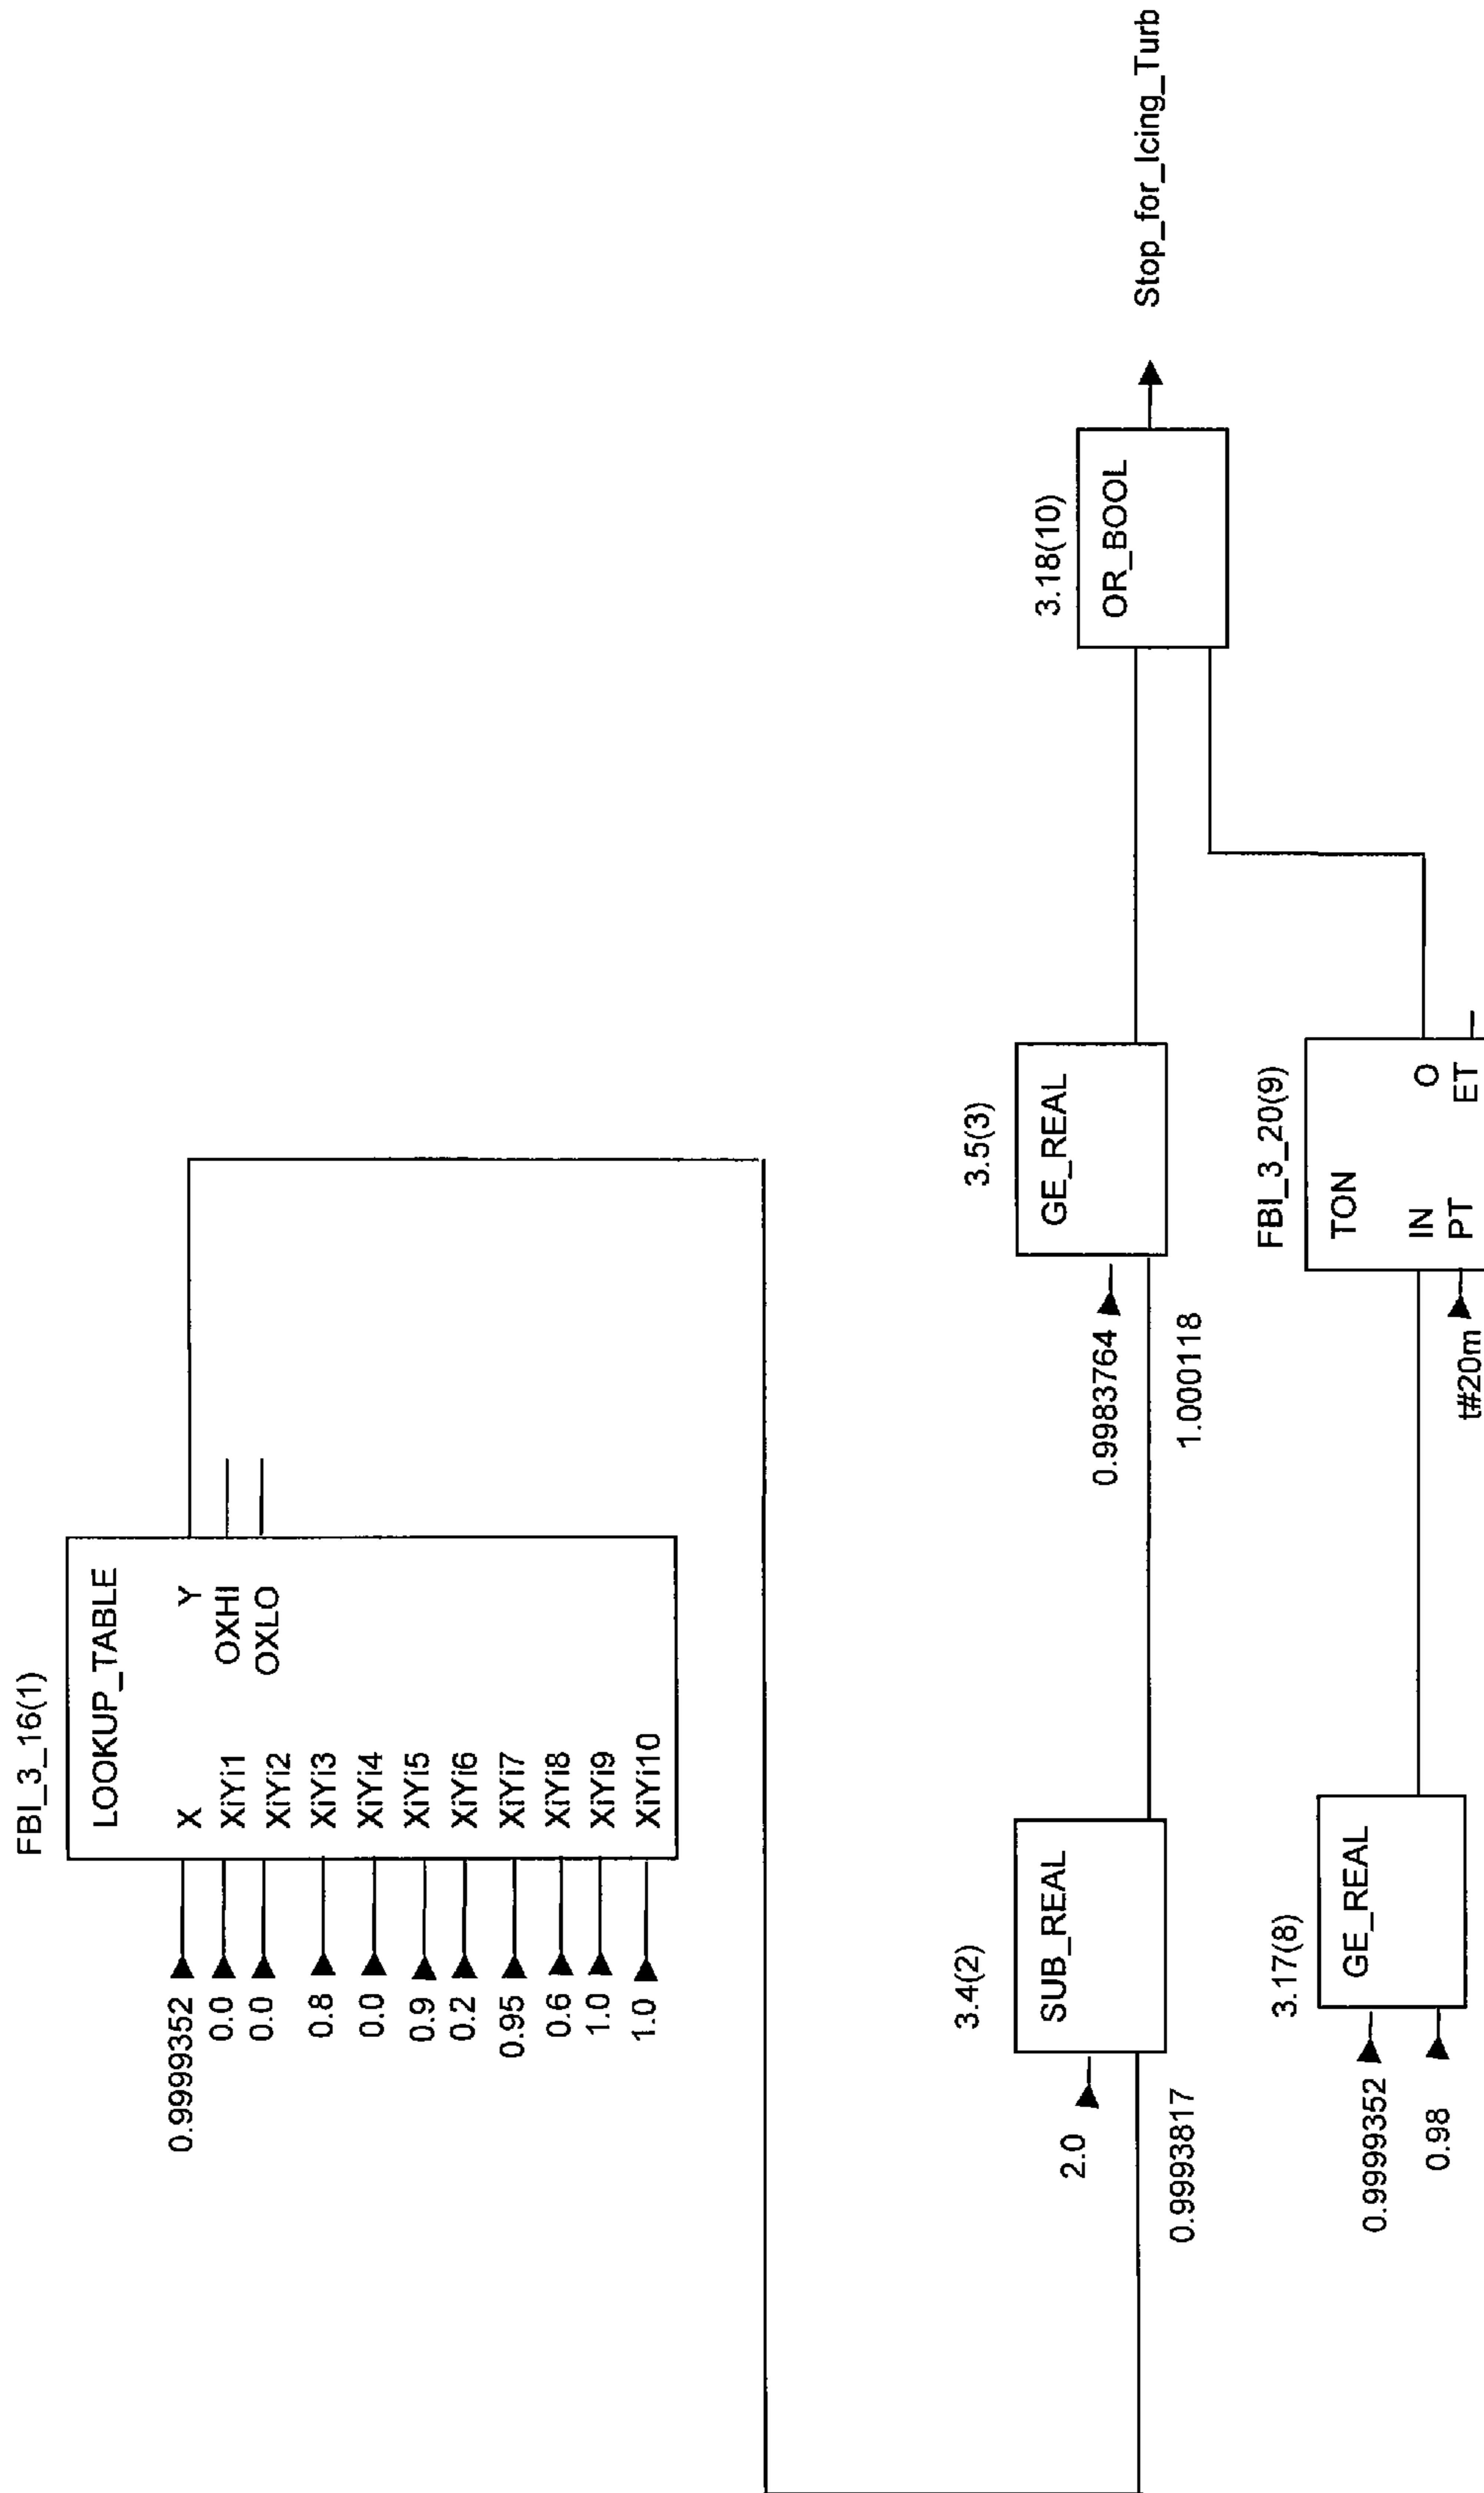 FBI_3_16(1)
LOOKUP_TABLE
X Y
XiYi1 OXHI
XiYi2 OXLO
XiYi3
XiYi4
XiYi5
XiYi6
XiYi7
XiYi8
XiYi9
XiYi10
0.9999352
0.0
0.0
0.8
0.0
0.9
0.2
0.95
0.6
1.0
1.0
3.4(2)
SUB_REAL
2.0
0.9993817
3.5(3)
GE_REAL
0.9983764
1.000118
3.18(10)
OR_BOOL
Stop_for_Icing_Turb
3.17(8)
GE_REAL
0.9999352
0.98
FBI_3_20(9)
TON
IN O
PT ET
t#20m